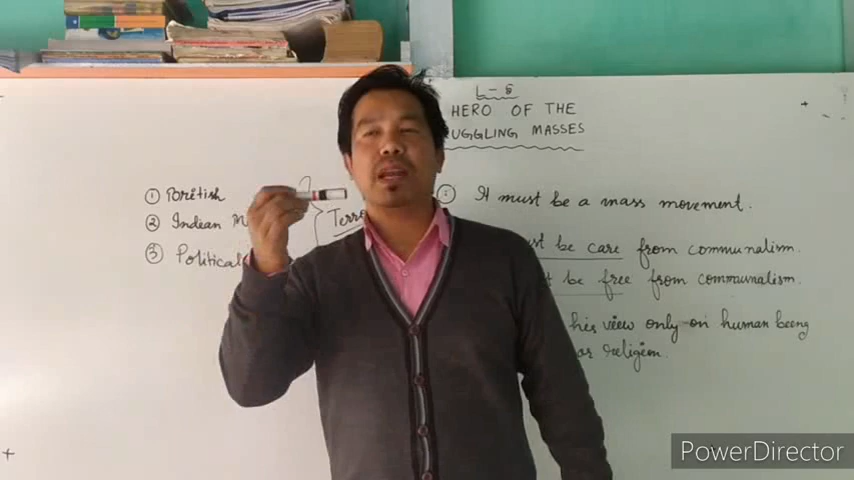 L - 5
HERO OF THE
UGGLING MASSES
① British
② Indian M
③ Political
Terro
It must be a mass movement.
st be care from communalism.
t be free from communalism.
his view only on human being
or religion.
PowerDirector